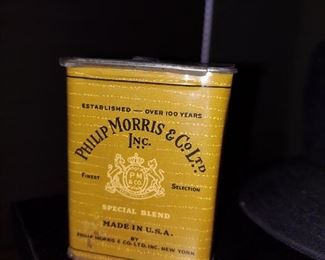 ESTABLISHED — OVER 100 YEARS
PHILIP MORRIS & Co. LTD
INC.
FINEST SELECTION
P M
& CO
SPECIAL BLEND
MADE IN U.S.A.
BY
PHILIP MORRIS & CO. LTD. INC. NEW YORK